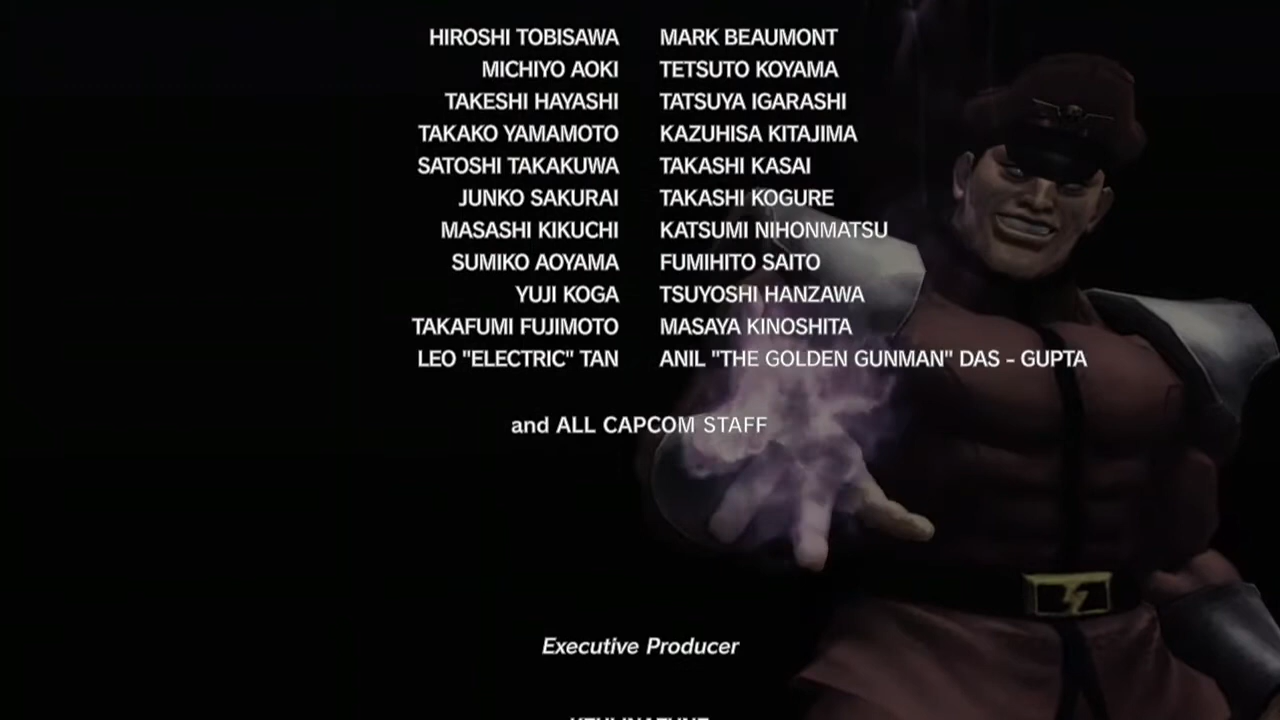 HIROSHI TOBISAWA MARK BEAUMONT
MICHIYO AOKI TETSUTO KOYAMA
TAKESHI HAYASHI TATSUYA IGARASHI
TAKAKO YAMAMOTO KAZUHISA KITAJIMA
SATOSHI TAKAKUWA TAKASHI KASAI
JUNKO SAKURAI TAKASHI KOGURE
MASASHI KIKUCHI KATSUMI NIHONMATSU
SUMIKO AOYAMA FUMIHITO SAITO
YUJI KOGA TSUYOSHI HANZAWA
TAKAFUMI FUJIMOTO MASAYA KINOSHITA
LEO "ELECTRIC" TAN ANIL "THE GOLDEN GUNMAN" DAS - GUPTA
and ALL CAPCOM STAFF
Executive Producer